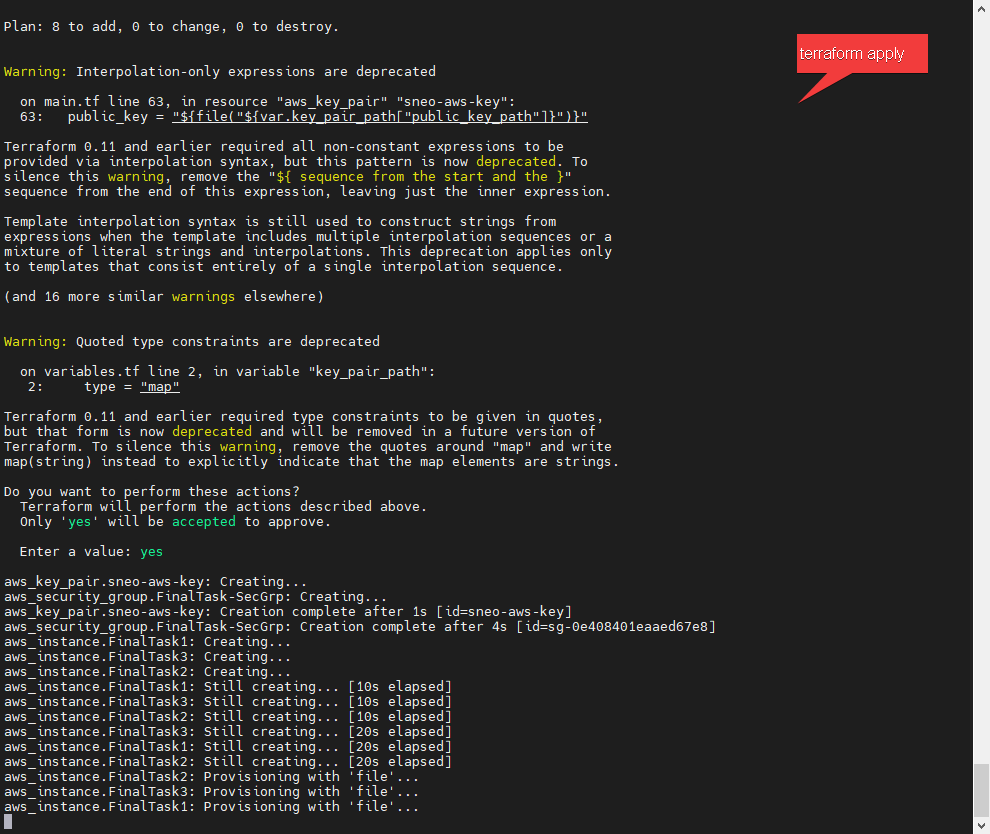 Plan: 8 to add, 0 to change, 0 to destroy.
terraform apply
Warning: Interpolation-only expressions are deprecated
on main.tf line 63, in resource "aws_key_pair" "sneo-aws-key":
63: public_key = "${file("${var.key_pair_path["public_key_path"]}")}"
Terraform 0.11 and earlier required all non-constant expressions to be
provided via interpolation syntax, but this pattern is now deprecated. To
silence this warning, remove the "${ sequence from the start and the }"
sequence from the end of this expression, leaving just the inner expression.
Template interpolation syntax is still used to construct strings from
expressions when the template includes multiple interpolation sequences or a
mixture of literal strings and interpolations. This deprecation applies only
to templates that consist entirely of a single interpolation sequence.
(and 16 more similar warnings elsewhere)
Warning: Quoted type constraints are deprecated
on variables.tf line 2, in variable "key_pair_path":
2: type = "map"
Terraform 0.11 and earlier required type constraints to be given in quotes,
but that form is now deprecated and will be removed in a future version of
Terraform. To silence this warning, remove the quotes around "map" and write
map(string) instead to explicitly indicate that the map elements are strings.
Do you want to perform these actions?
Terraform will perform the actions described above.
Only 'yes' will be accepted to approve.
Enter a value: yes
aws_key_pair.sneo-aws-key: Creating...
aws_security_group.FinalTask-SecGrp: Creating...
aws_key_pair.sneo-aws-key: Creation complete after 1s [id=sneo-aws-key]
aws_security_group.FinalTask-SecGrp: Creation complete after 4s [id=sg-0e408401eaaed67e8]
aws_instance.FinalTask1: Creating...
aws_instance.FinalTask3: Creating...
aws_instance.FinalTask2: Creating...
aws_instance.FinalTask1: Still creating... [10s elapsed]
aws_instance.FinalTask3: Still creating... [10s elapsed]
aws_instance.FinalTask2: Still creating... [10s elapsed]
aws_instance.FinalTask3: Still creating... [20s elapsed]
aws_instance.FinalTask1: Still creating... [20s elapsed]
aws_instance.FinalTask2: Still creating... [20s elapsed]
aws_instance.FinalTask2: Provisioning with 'file'...
aws_instance.FinalTask3: Provisioning with 'file'...
aws_instance.FinalTask1: Provisioning with 'file'...